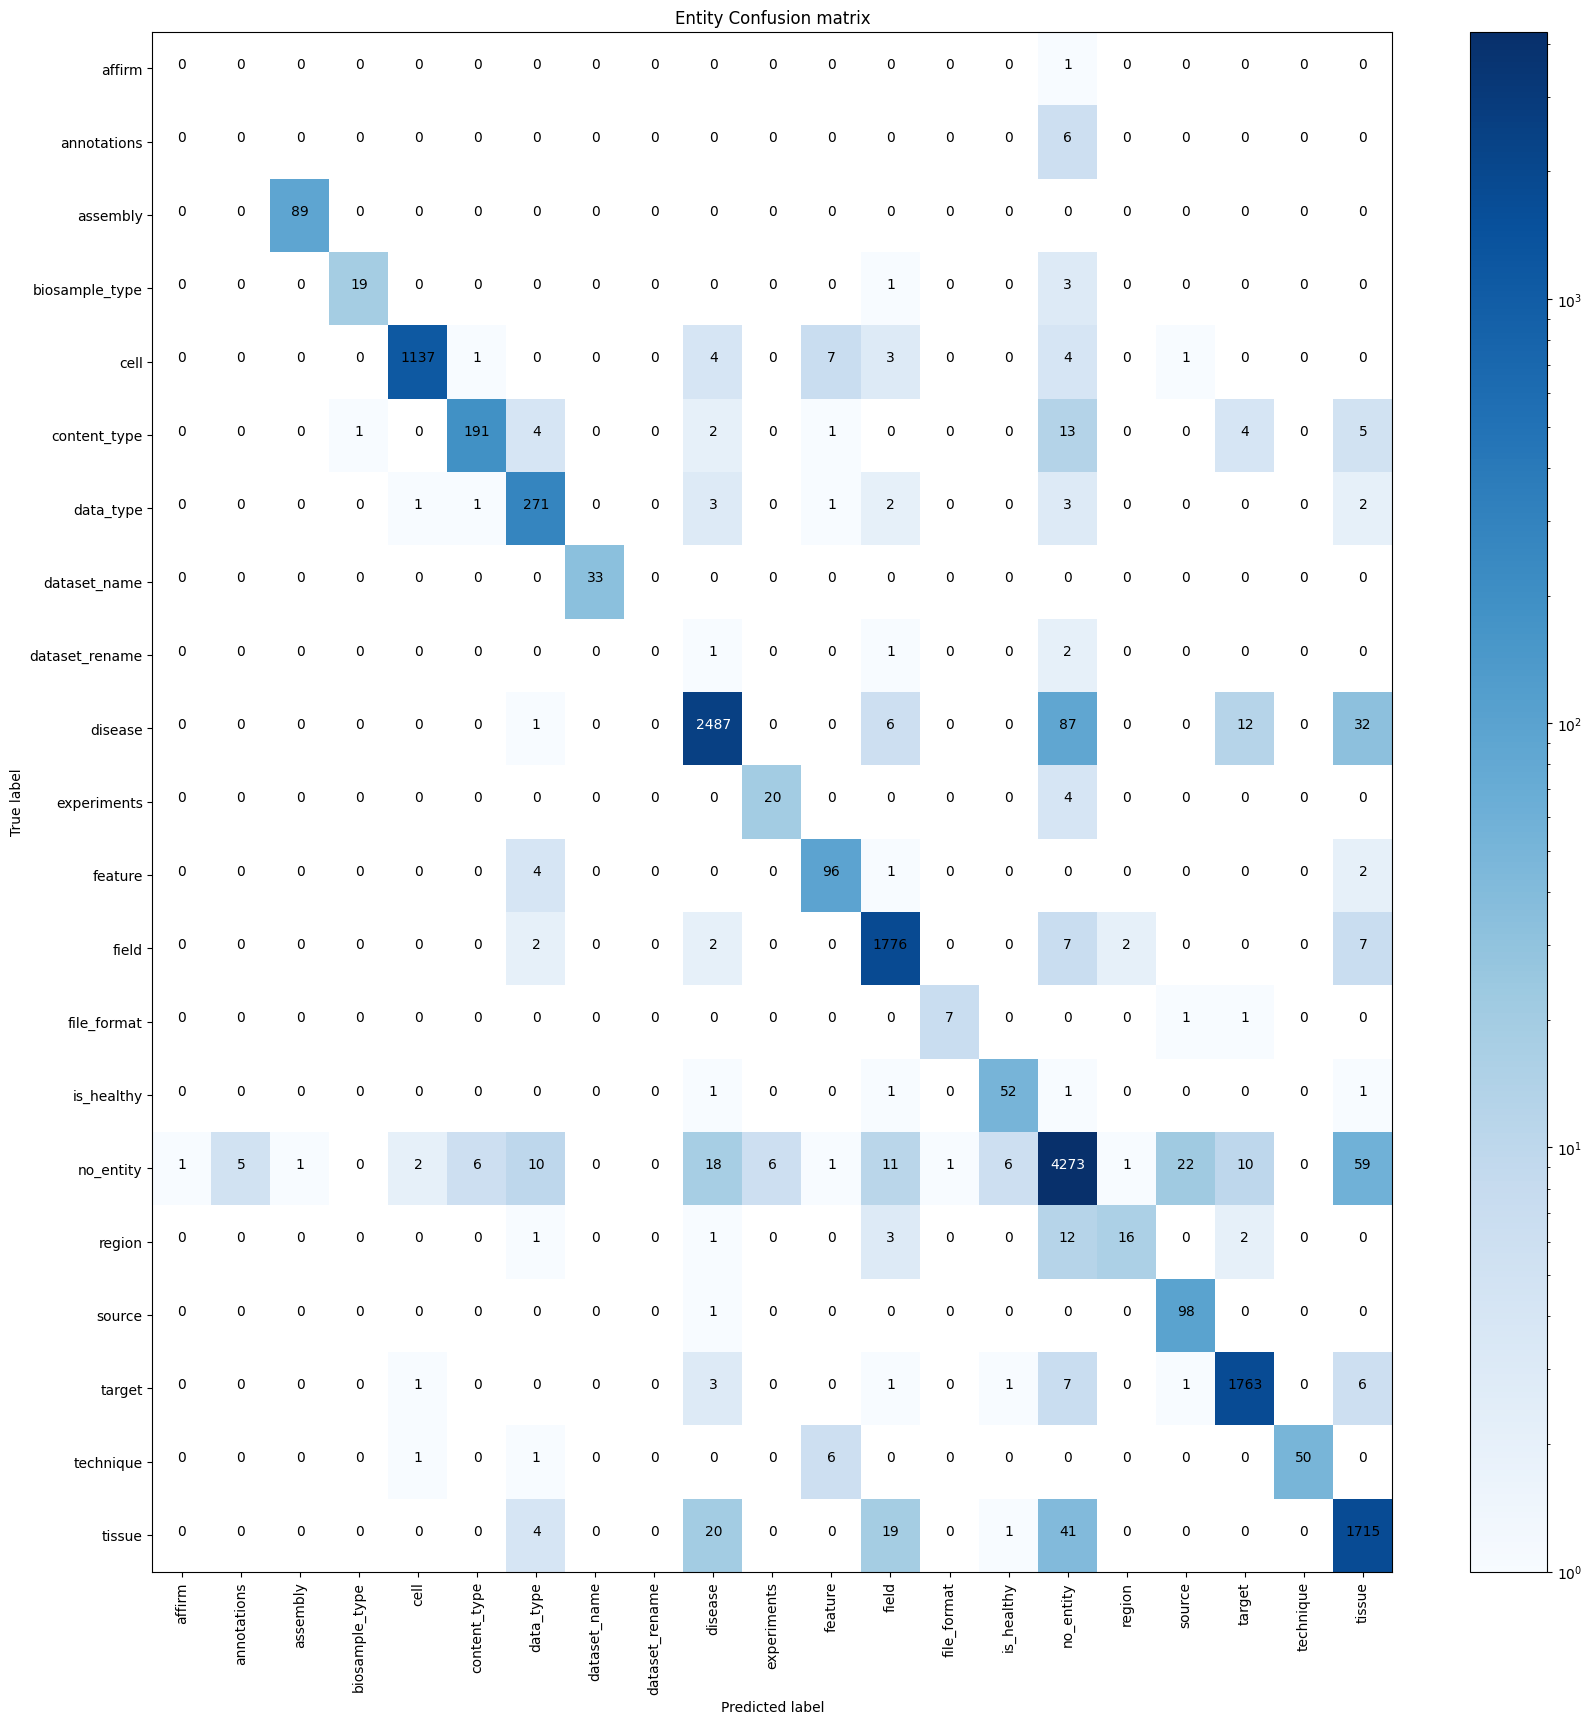 Entity Confusion matrix
affirm 0 0 0 0 0 0 0 0 0 0 0 0 0 0 0 1 0 0 0 0 0
annotations 0 0 0 0 0 0 0 0 0 0 0 0 0 0 0 6 0 0 0 0 0
assembly 0 0 89 0 0 0 0 0 0 0 0 0 0 0 0 0 0 0 0 0 0
biosample_type 0 0 0 19 0 0 0 0 0 0 0 0 1 0 0 3 0 0 0 0 0
10³
cell 0 0 0 0 1137 1 0 0 0 4 0 7 3 0 0 4 0 1 0 0 0
content_type 0 0 0 1 0 191 4 0 0 2 0 1 0 0 0 13 0 0 4 0 5
data_type 0 0 0 0 1 1 271 0 0 3 0 1 2 0 0 3 0 0 0 0 2
dataset_name 0 0 0 0 0 0 0 33 0 0 0 0 0 0 0 0 0 0 0 0 0
dataset_rename 0 0 0 0 0 0 0 0 0 1 0 0 1 0 0 2 0 0 0 0 0
disease 0 0 0 0 0 0 1 0 0 2487 0 0 6 0 0 87 0 0 12 0 32
10²
True label
experiments 0 0 0 0 0 0 0 0 0 0 20 0 0 0 0 4 0 0 0 0 0
feature 0 0 0 0 0 0 4 0 0 0 0 96 1 0 0 0 0 0 0 0 2
field 0 0 0 0 0 0 2 0 0 2 0 0 1776 0 0 7 2 0 0 0 7
file_format 0 0 0 0 0 0 0 0 0 0 0 0 0 7 0 0 0 1 1 0 0
is_healthy 0 0 0 0 0 0 0 0 0 1 0 0 1 0 52 1 0 0 0 0 1
no_entity 1 5 1 0 2 6 10 0 0 18 6 1 11 1 6 4273 1 22 10 0 59
10¹
region 0 0 0 0 0 0 1 0 0 1 0 0 3 0 0 12 16 0 2 0 0
source 0 0 0 0 0 0 0 0 0 1 0 0 0 0 0 0 0 98 0 0 0
target 0 0 0 0 1 0 0 0 0 3 0 0 1 0 1 7 0 1 1763 0 6
technique 0 0 0 0 1 0 1 0 0 0 0 6 0 0 0 0 0 0 0 50 0
tissue 0 0 0 0 0 0 4 0 0 20 0 0 19 0 1 41 0 0 0 0 1715
10⁰
affirm annotations assembly biosample_type cell content_type data_type dataset_name dataset_rename disease experiments feature field file_format is_healthy no_entity region source target technique tissue
Predicted label